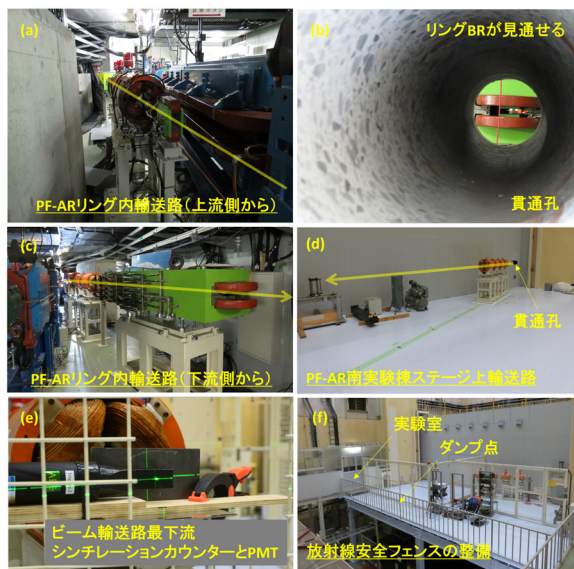 (a)
PF-ARリング内輸送路(上流側から)
(b)
リングBRが見通せる
貫通孔
(c)
PF-ARリング内輸送路(下流側から)
(d)
貫通孔
PF-AR南実験棟ステージ上輸送路
(e)
ビーム輸送路最下流
シンチレーションカウンターとPMT
(f)
実験室
ダンプ点
放射線安全フェンスの整備